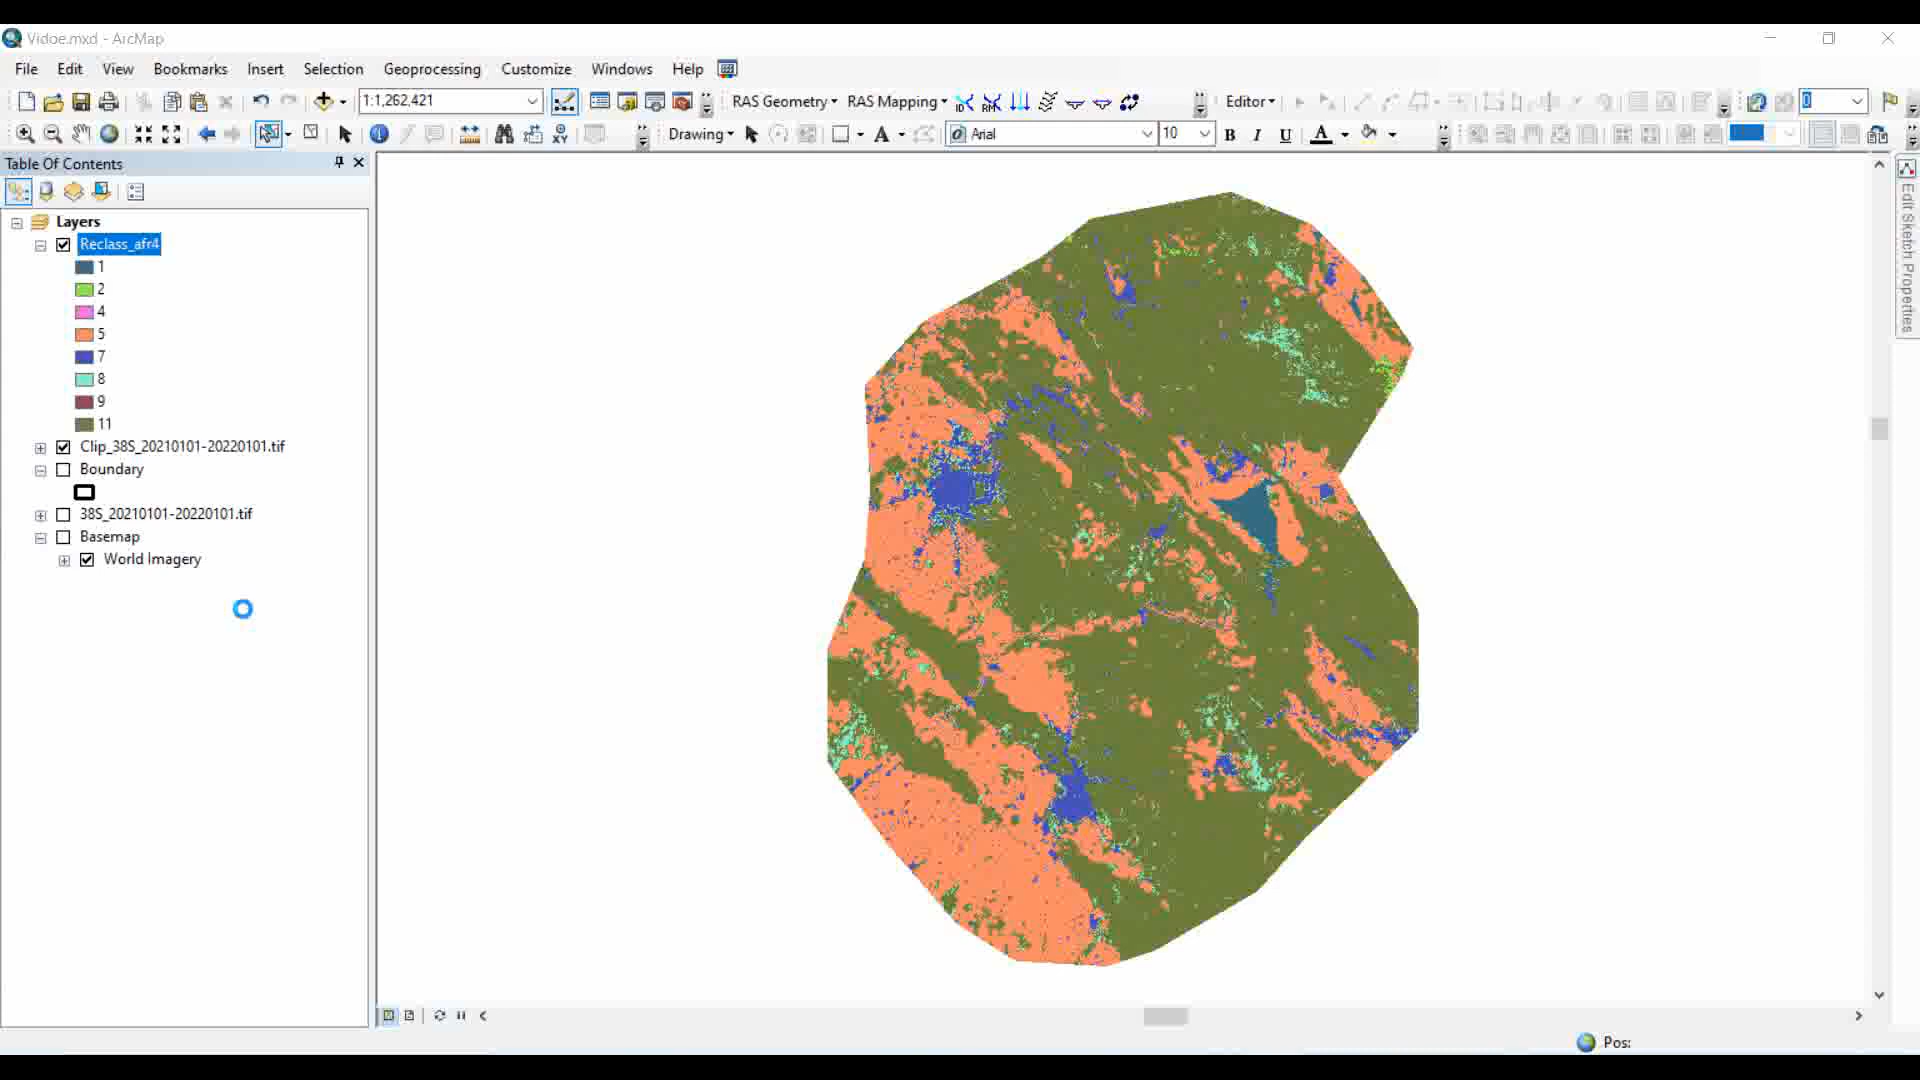 Vidoe.mxd - ArcMap
File Edit View Bookmarks Insert Selection Geoprocessing Customize Windows Help
1:1,262,421 RAS Geometry RAS Mapping Editor 0
Drawing A Arial 10 B I U A
Table Of Contents
Layers
Reclass_afr4
1
2
4
5
7
8
9
11
Clip_38S_20210101-20220101.tif
Boundary
38S_20210101-20220101.tif
Basemap
World Imagery
Edit Sketch Properties
Pos: